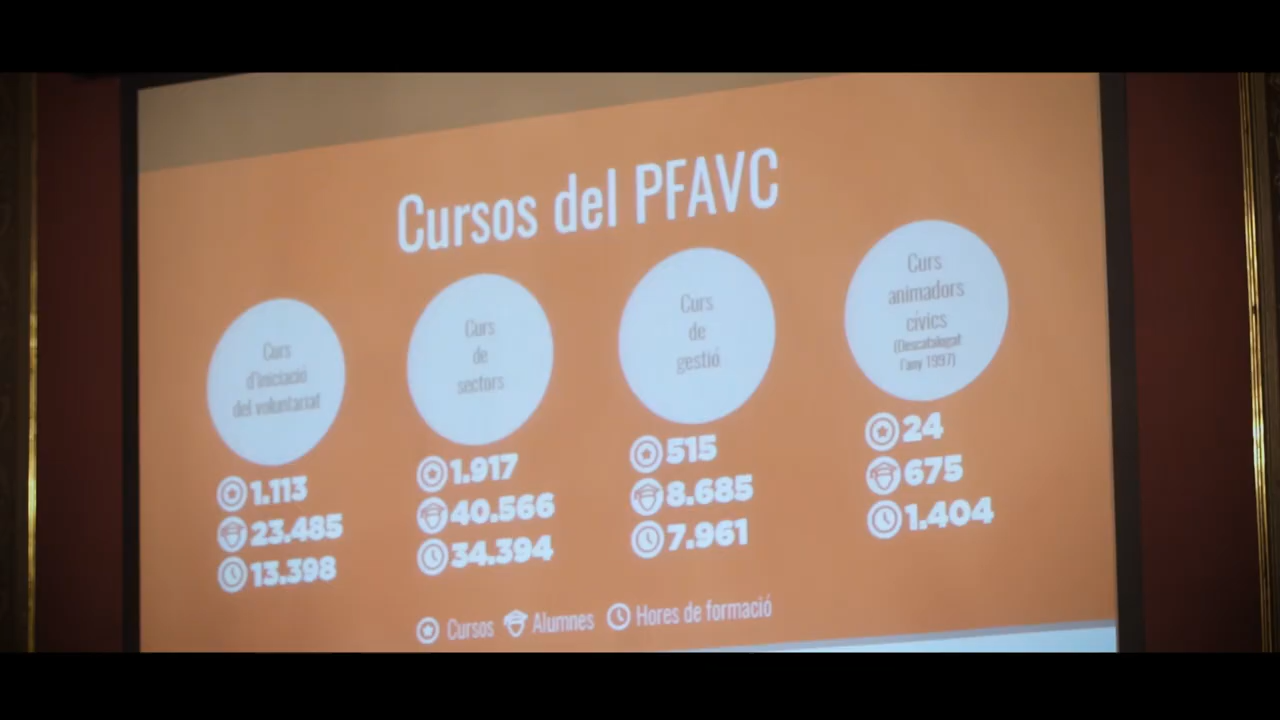 Cursos del PFAVC
Curs
d'iniciació
del voluntariat
1.113
23.485
13.398
Curs
de
sectors
1.917
40.566
34.394
Curs
de
gestió
515
8.685
7.961
Curs
animadors
cívics
(Descatalogat
l'any 1997)
24
675
1.404
Cursos Alumnes Hores de formació